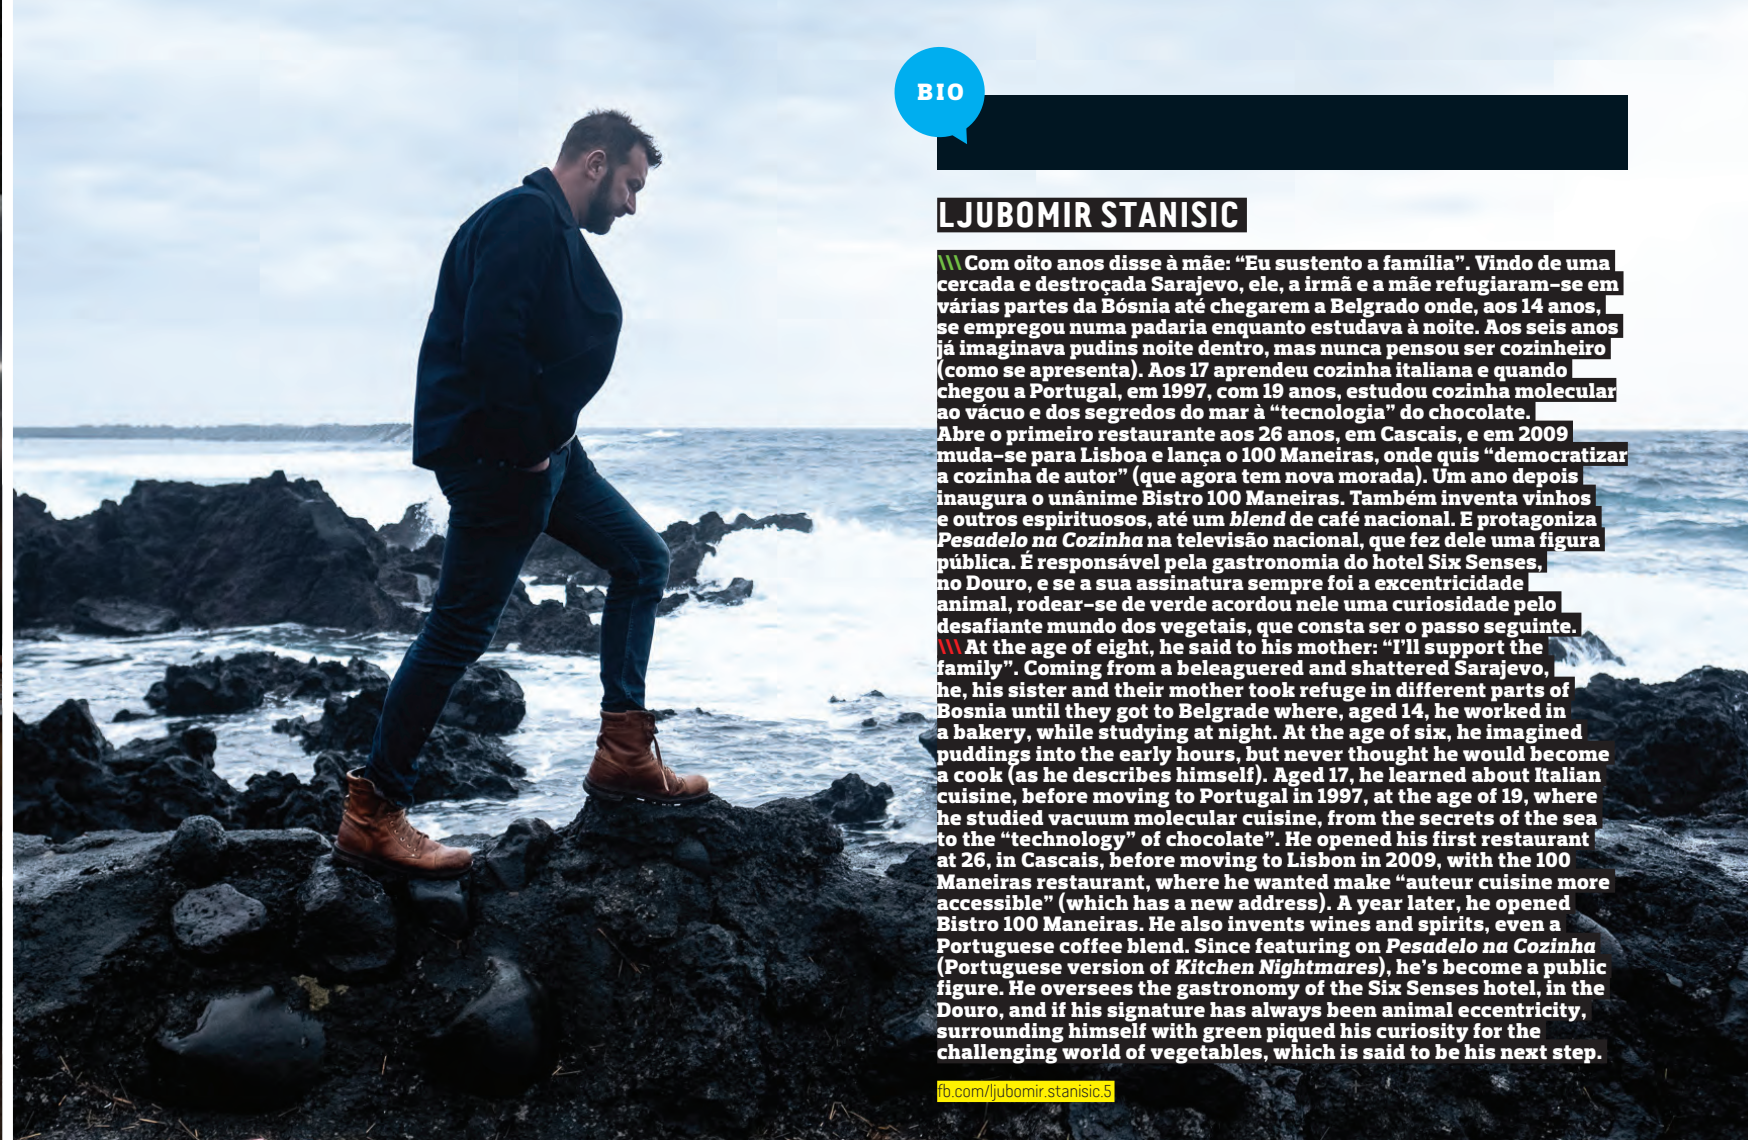 BIO
LJUBOMIR STANISIC
\\\ Com oito anos disse à mãe: “Eu sustento a família”. Vindo de uma
cercada e destroçada Sarajevo, ele, a irmã e a mãe refugiaram-se em
várias partes da Bósnia até chegarem a Belgrado onde, aos 14 anos,
se empregou numa padaria enquanto estudava à noite. Aos seis anos
já imaginava pudins noite dentro, mas nunca pensou ser cozinheiro
(como se apresenta). Aos 17 aprendeu cozinha italiana e quando
chegou a Portugal, em 1997, com 19 anos, estudou cozinha molecular
ao vácuo e dos segredos do mar à “tecnologia” do chocolate.
Abre o primeiro restaurante aos 26 anos, em Cascais, e em 2009
muda-se para Lisboa e lança o 100 Maneiras, onde quis “democratizar
a cozinha de autor” (que agora tem nova morada). Um ano depois
inaugura o unânime Bistro 100 Maneiras. Também inventa vinhos
e outros espirituosos, até um blend de café nacional. E protagoniza
Pesadelo na Cozinha na televisão nacional, que fez dele uma figura
pública. É responsável pela gastronomia do hotel Six Senses,
no Douro, e se a sua assinatura sempre foi a excentricidade
animal, rodear-se de verde acordou nele uma curiosidade pelo
desafiante mundo dos vegetais, que consta ser o passo seguinte.
\\\ At the age of eight, he said to his mother: “I’ll support the
family”. Coming from a beleaguered and shattered Sarajevo,
he, his sister and their mother took refuge in different parts of
Bosnia until they got to Belgrade where, aged 14, he worked in
a bakery, while studying at night. At the age of six, he imagined
puddings into the early hours, but never thought he would become
a cook (as he describes himself). Aged 17, he learned about Italian
cuisine, before moving to Portugal in 1997, at the age of 19, where
he studied vacuum molecular cuisine, from the secrets of the sea
to the “technology” of chocolate”. He opened his first restaurant
at 26, in Cascais, before moving to Lisbon in 2009, with the 100
Maneiras restaurant, where he wanted make “auteur cuisine more
accessible” (which has a new address). A year later, he opened
Bistro 100 Maneiras. He also invents wines and spirits, even a
Portuguese coffee blend. Since featuring on Pesadelo na Cozinha
(Portuguese version of Kitchen Nightmares), he’s become a public
figure. He oversees the gastronomy of the Six Senses hotel, in the
Douro, and if his signature has always been animal eccentricity,
surrounding himself with green piqued his curiosity for the
challenging world of vegetables, which is said to be his next step.
fb.com/ljubomir.stanisic.5